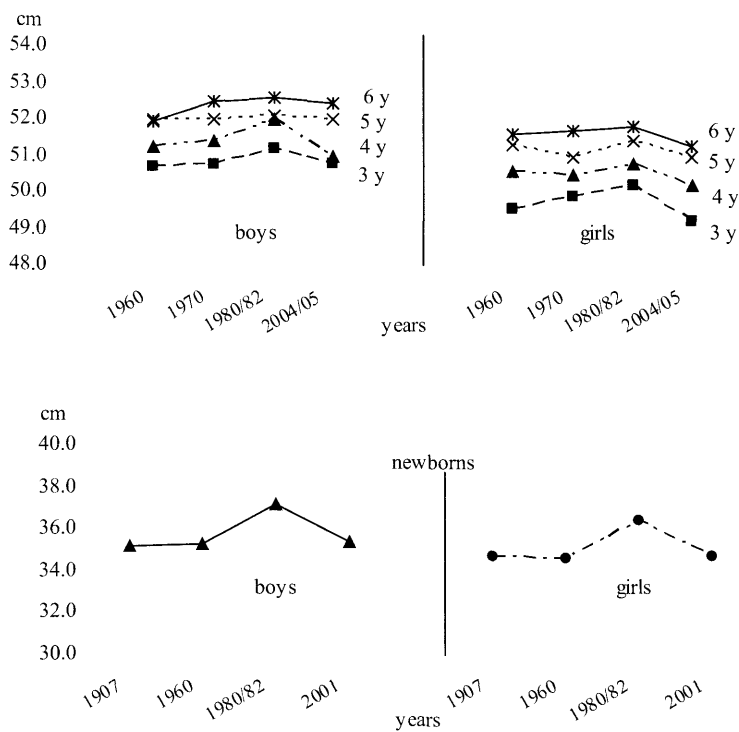 cm
54.0
53.0
52.0
51.0
50.0
49.0
48.0
6 y
5 y
4 y
3 y
boys
6 y
5 y
4 y
3 y
girls
1960
1970
1980/82
2004/05
years
1960
1970
1980/82
2004/05
cm
40.0
38.0
36.0
34.0
32.0
30.0
newborns
boys
girls
1907
1960
1980/82
2001
years
1907
1960
1980/82
2001